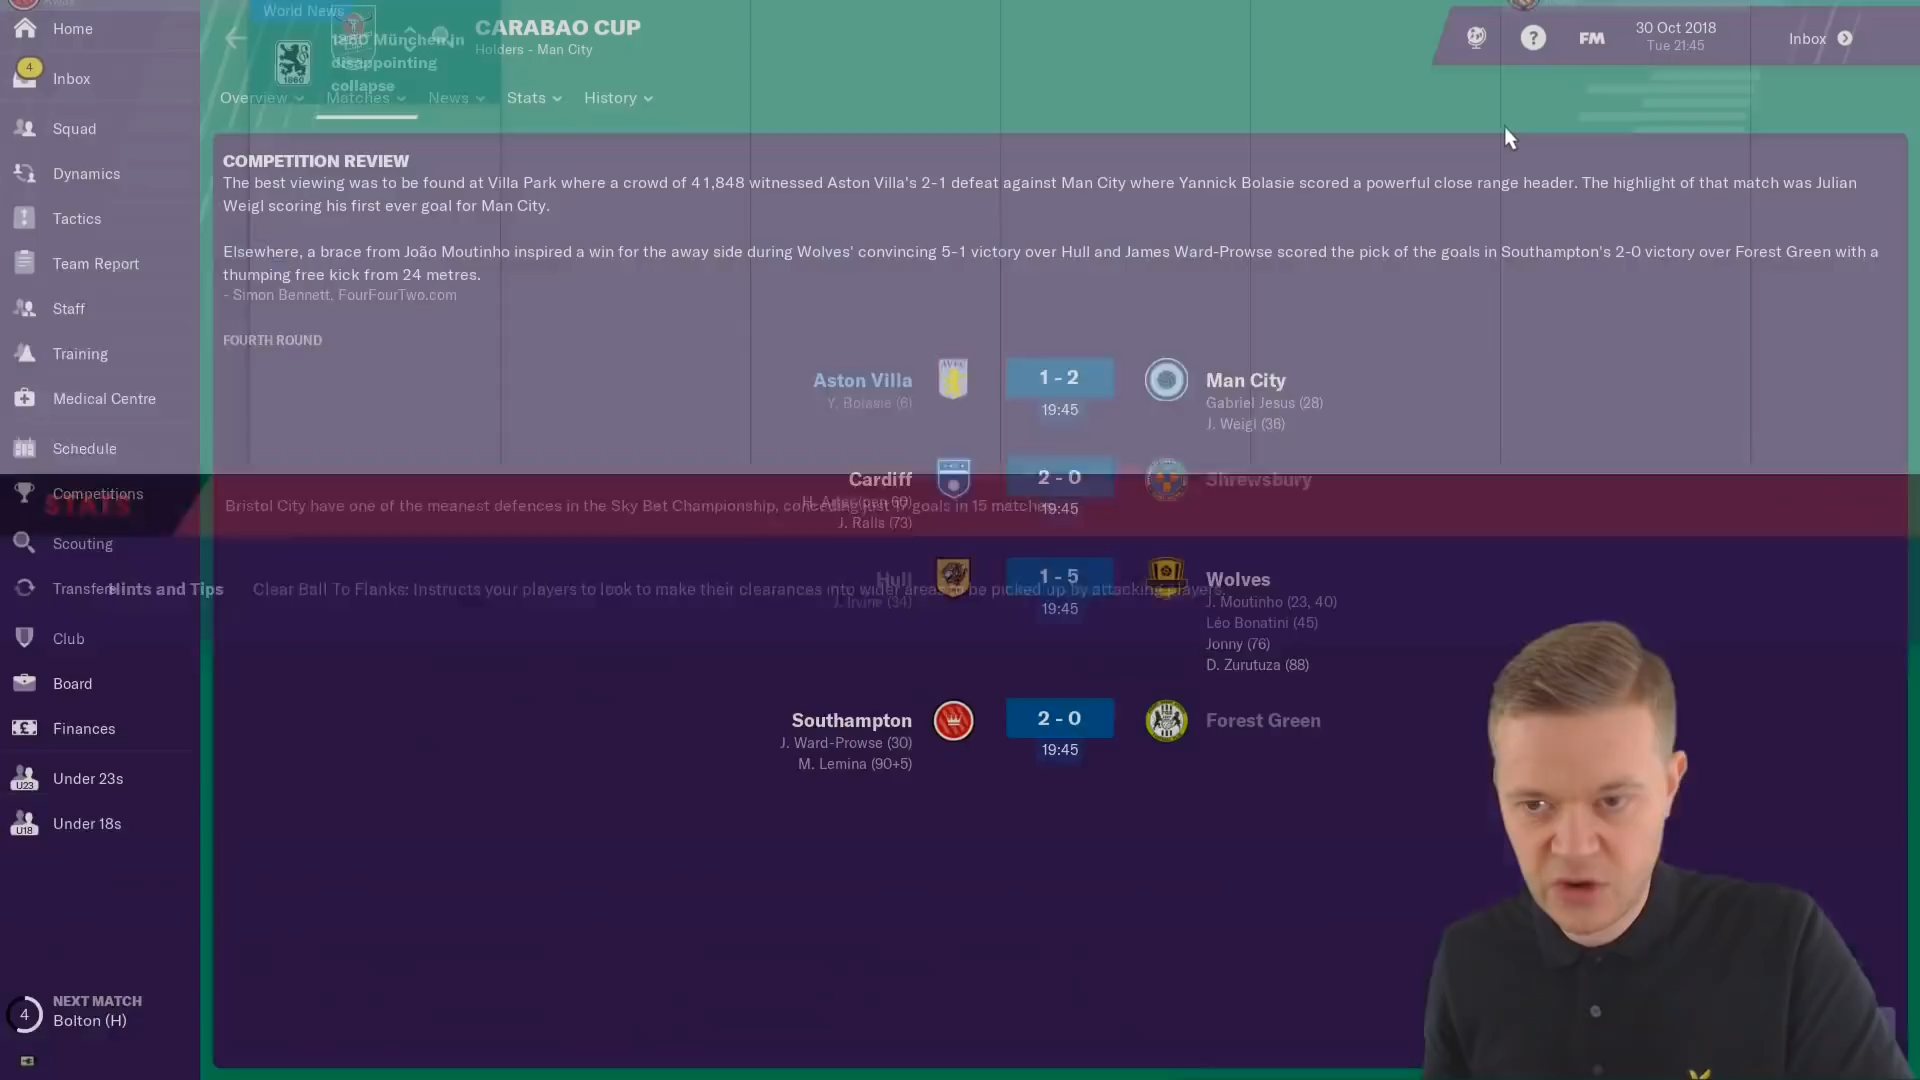 Home
4
Inbox
Squad
Dynamics
Tactics
Team Report
Staff
Training
Medical Centre
Schedule
Competitions
STATS
Scouting
Transfers
Club
Board
Finances
U23
Under 23s
U18
Under 18s
4
NEXT MATCH
Bolton (H)
World News
1860 München in
disappointing
collapse
1860
CARABAO CUP
Holders - Man City
Overview
Matches
News
Stats
History
FM
30 Oct 2018
Tue 21:45
Inbox
COMPETITION REVIEW
The best viewing was to be found at Villa Park where a crowd of 41,848 witnessed Aston Villa's 2-1 defeat against Man City where Yannick Bolasie scored a powerful close range header. The highlight of that match was Julian
Weigl scoring his first ever goal for Man City.
Elsewhere, a brace from João Moutinho inspired a win for the away side during Wolves' convincing 5-1 victory over Hull and James Ward-Prowse scored the pick of the goals in Southampton's 2-0 victory over Forest Green with a
thumping free kick from 24 metres.
- Simon Bennett, FourFourTwo.com
FOURTH ROUND
Aston Villa 1 - 2 Man City
Y. Bolasie (6) 19:45 Gabriel Jesus (28)
J. Weigl (36)
Cardiff 2 - 0 Shrewsbury
Bristol City have one of the meanest defences in the Sky Bet Championship, conceding just 17 goals in 15 matches
19:45
J. Ralls (73)
Hull 1 - 5 Wolves
Hints and Tips Clear Ball To Flanks: Instructs your players to look to make their clearances into wider areas to be picked up by attacking players.
J. Irvine (34) 19:45 J. Moutinho (23, 40)
Léo Bonatini (45)
Jonny (76)
D. Zurutuza (88)
Southampton 2 - 0 Forest Green
J. Ward-Prowse (30) 19:45
M. Lemina (90+5)